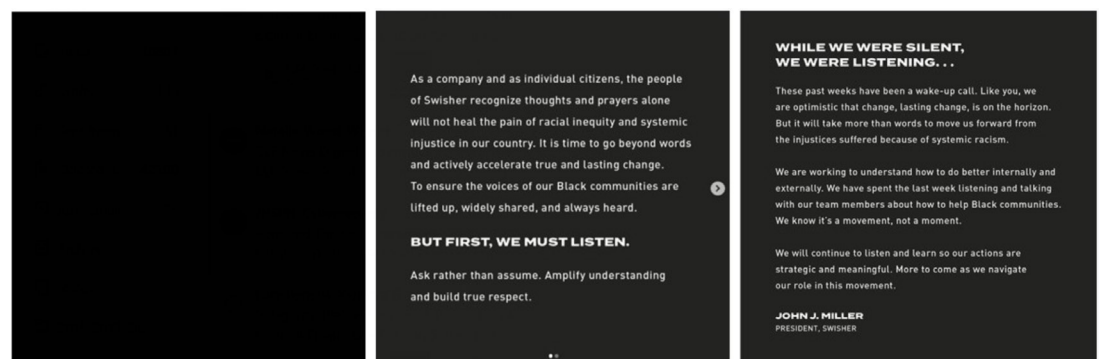 As a company and as individual citizens, the people
of Swisher recognize thoughts and prayers alone
will not heal the pain of racial inequity and systemic
injustice in our country. It is time to go beyond words
and actively accelerate true and lasting change.
To ensure the voices of our Black communities are
lifted up, widely shared, and always heard.
BUT FIRST, WE MUST LISTEN.
Ask rather than assume. Amplify understanding
and build true respect.
WHILE WE WERE SILENT,
WE WERE LISTENING...
These past weeks have been a wake-up call. Like you, we
are optimistic that change, lasting change, is on the horizon.
But it will take more than words to move us forward from
the injustices suffered because of systemic racism.
We are working to understand how to do better internally and
externally. We have spent the last week listening and talking
with our team members about how to help Black communities.
We know it's a movement, not a moment.
We will continue to listen and learn so our actions are
strategic and meaningful. More to come as we navigate
our role in this movement.
JOHN J. MILLER
PRESIDENT, SWISHER